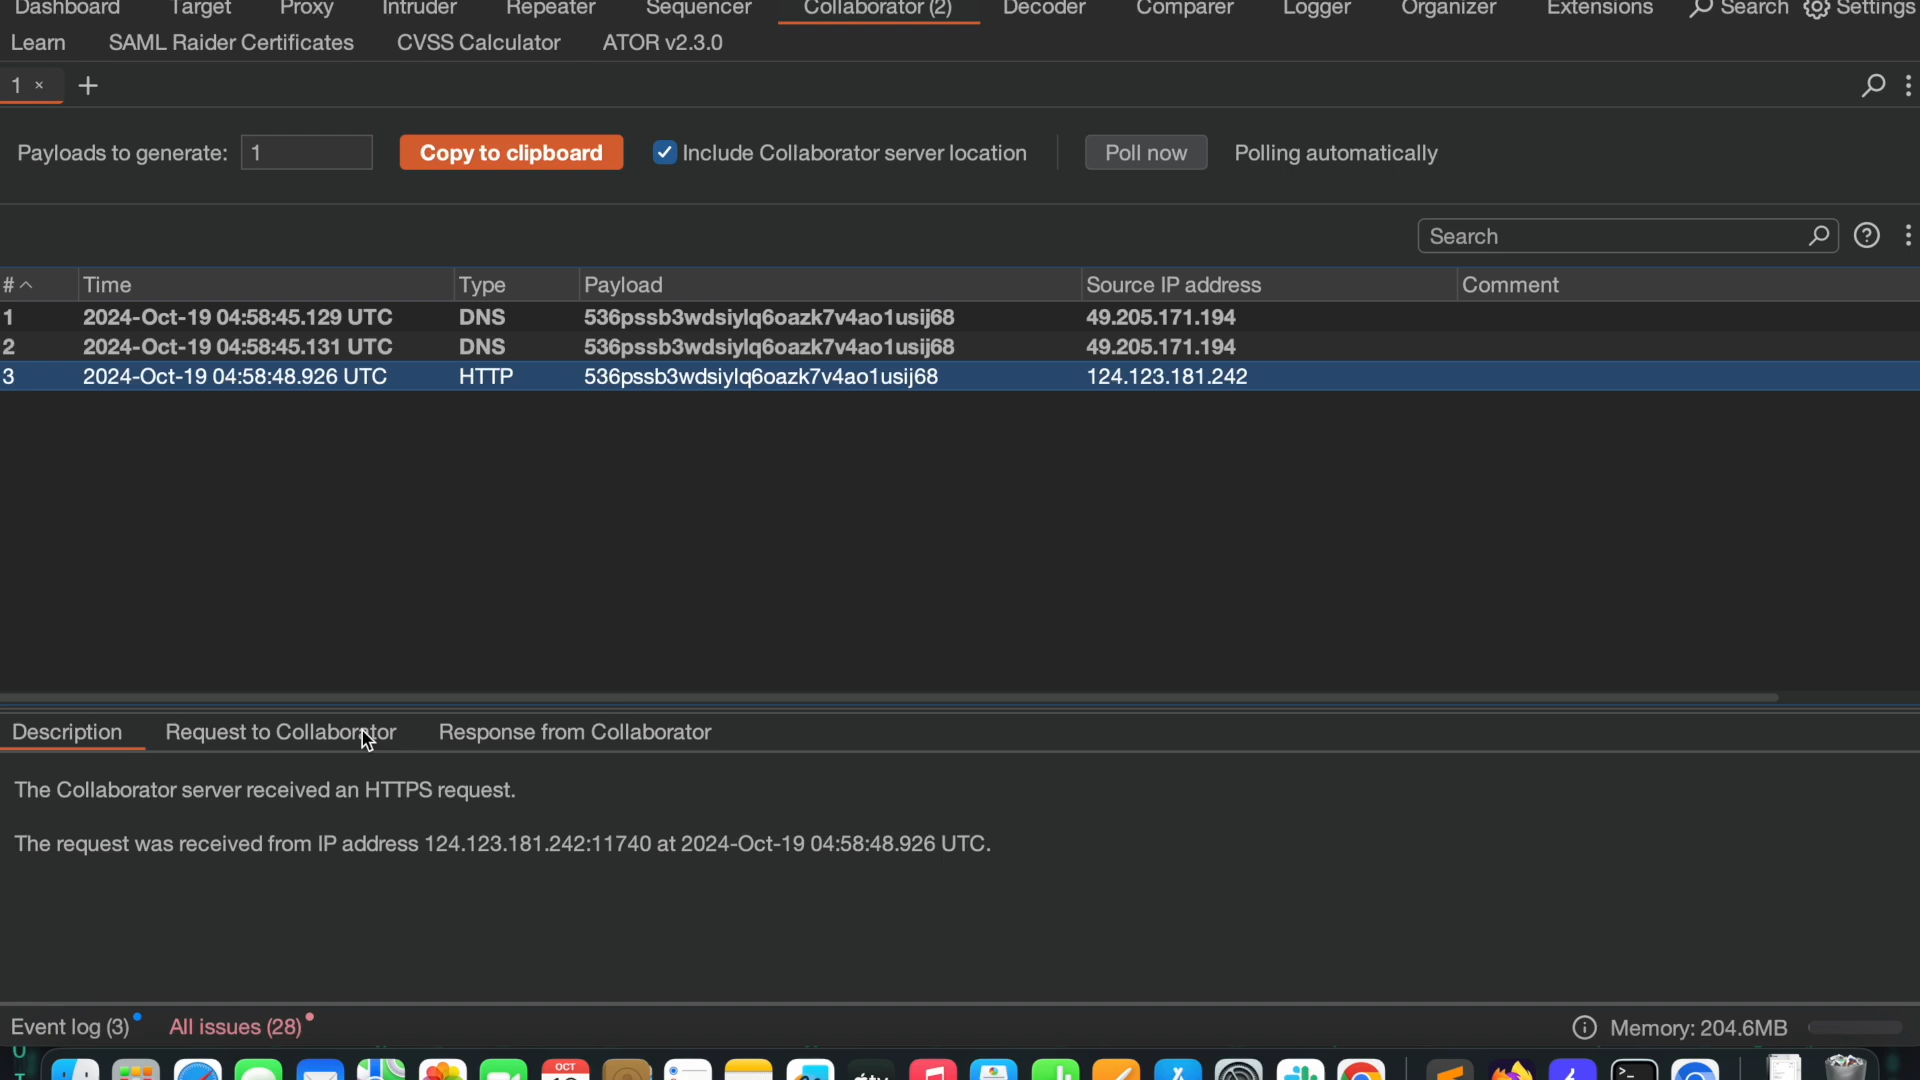 Dashboard Target Proxy Intruder Repeater Sequencer Collaborator (2) Decoder Comparer Logger Organizer Extensions Search Settings
Learn SAML Raider Certificates CVSS Calculator ATOR v2.3.0
1 × +
Payloads to generate: 1 Copy to clipboard Include Collaborator server location Poll now Polling automatically
Search
# Time Type Payload Source IP address Comment
1 2024-Oct-19 04:58:45.129 UTC DNS 536pssb3wdsiylq6oazk7v4ao1usij68 49.205.171.194
2 2024-Oct-19 04:58:45.131 UTC DNS 536pssb3wdsiylq6oazk7v4ao1usij68 49.205.171.194
3 2024-Oct-19 04:58:48.926 UTC HTTP 536pssb3wdsiylq6oazk7v4ao1usij68 124.123.181.242
Description Request to Collaborator Response from Collaborator
The Collaborator server received an HTTPS request.
The request was received from IP address 124.123.181.242:11740 at 2024-Oct-19 04:58:48.926 UTC.
Event log (3) All issues (28) Memory: 204.6MB
OCT